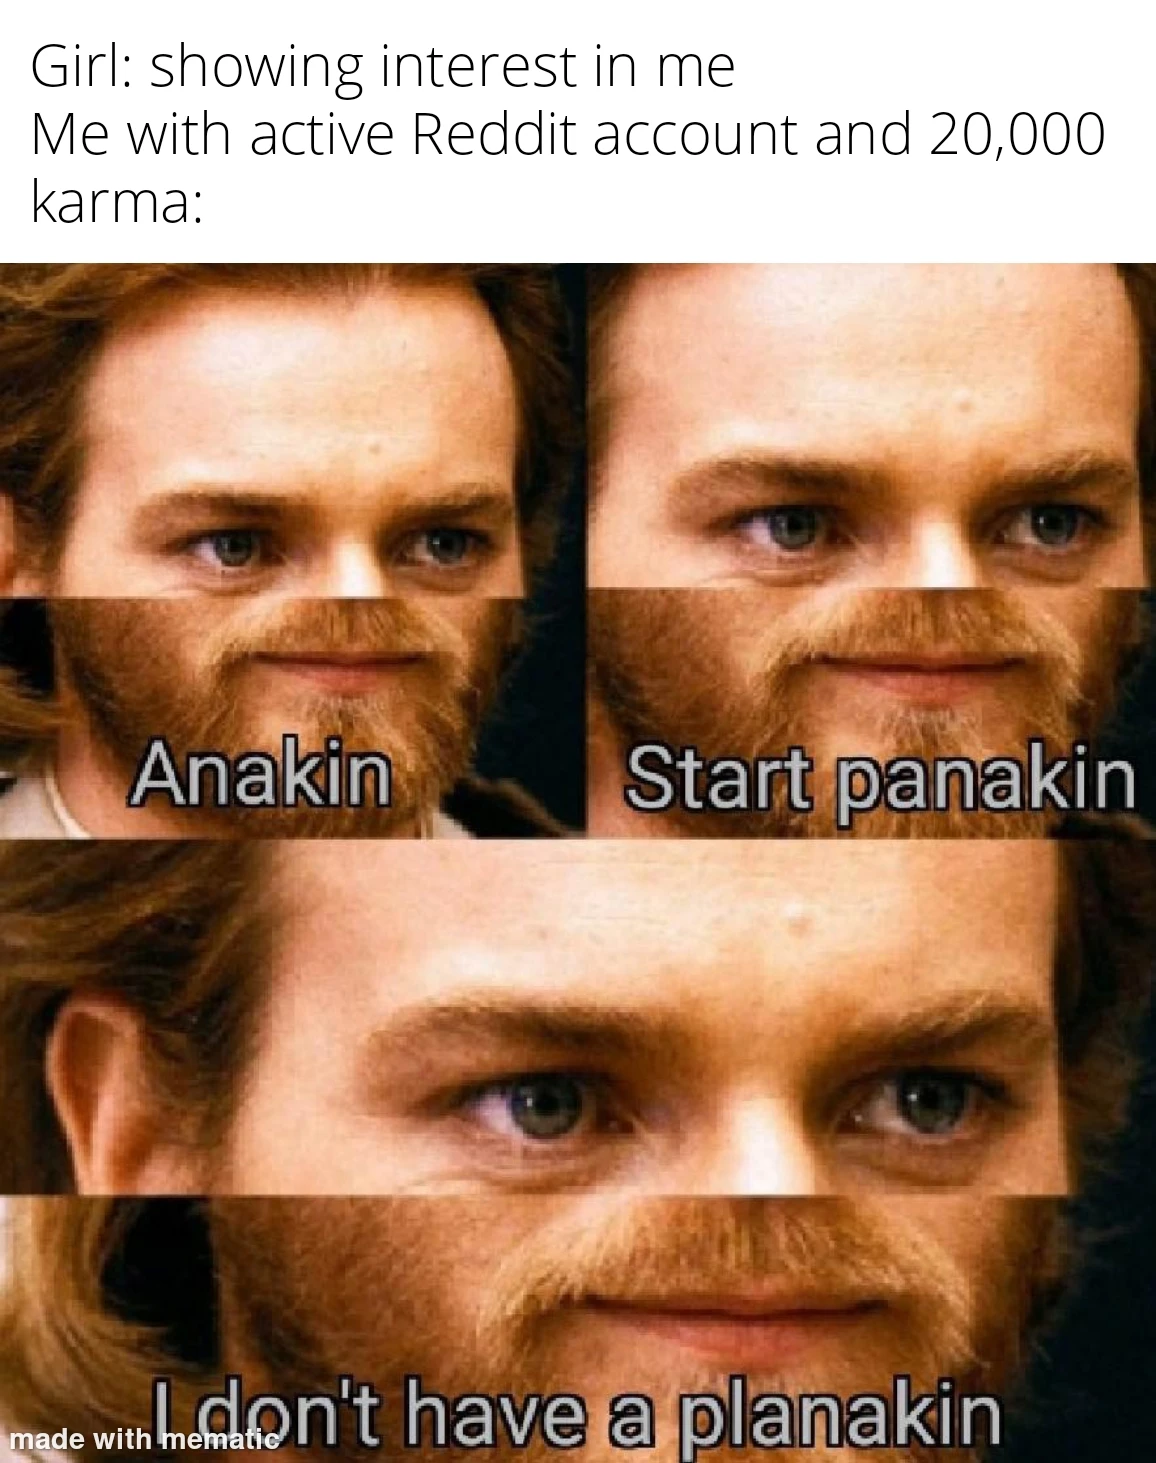 Girl: showing interest in me
Me with active Reddit account and 20,000
karma:
Anakin
Start panakin
I don't have a planakin
made with mematic